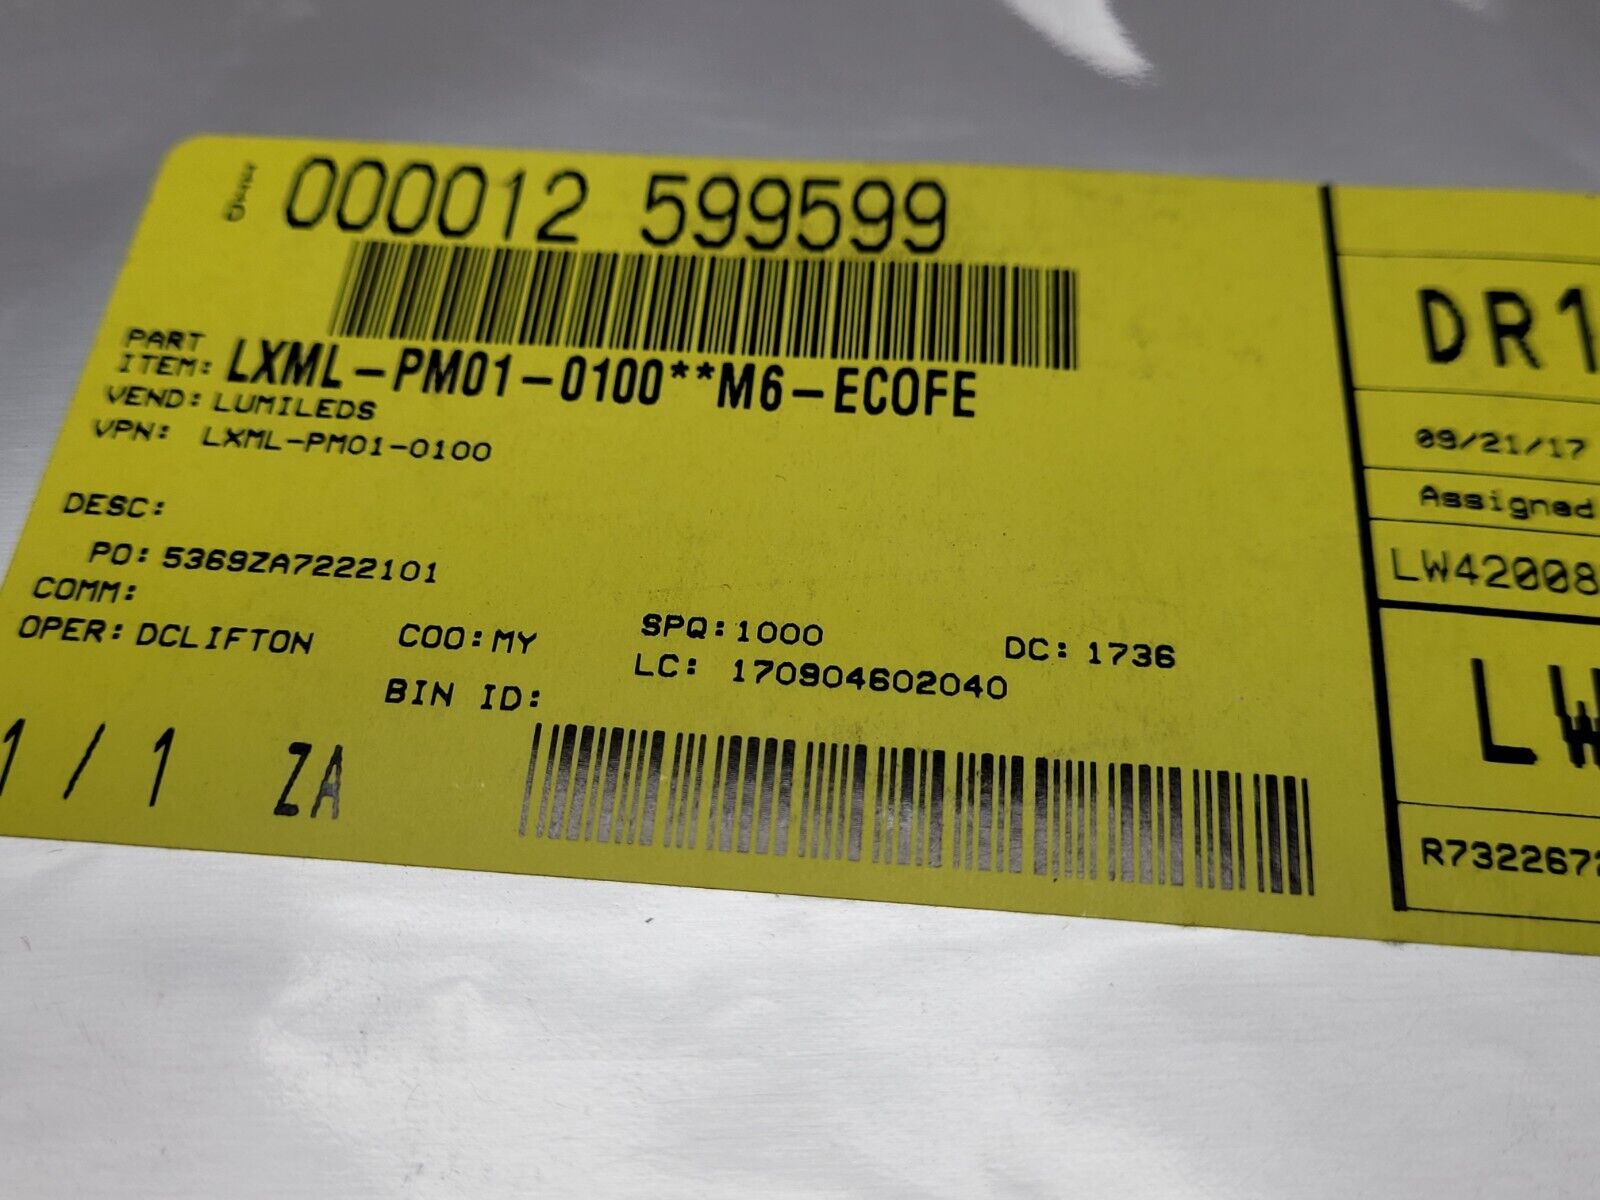 000012 599599
PART
ITEM: LXML-PM01-0100**M6-ECOFE
VEND: LUMILEDS
VPN: LXML-PM01-0100
DESC:
PO: 5369ZA7222101
COMM:
OPER: DCLIFTON COO:MY SPQ:1000 DC: 1736
LC: 170904602040
BIN ID:
1 / 1 ZA
DR1
09/21/17
Assigned
LW42008
LW
R732267